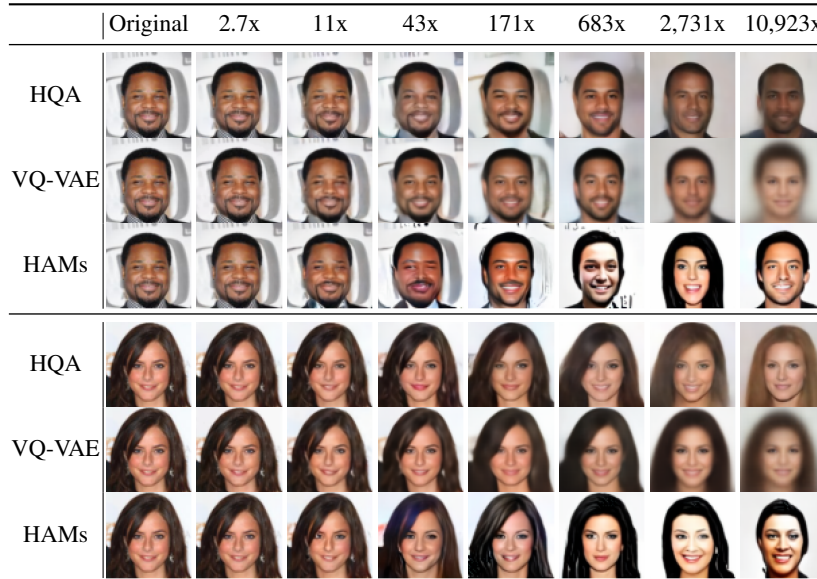 Original 2.7x 11x 43x 171x 683x 2,731x 10,923x
HQA
VQ-VAE
HAMs
HQA
VQ-VAE
HAMs